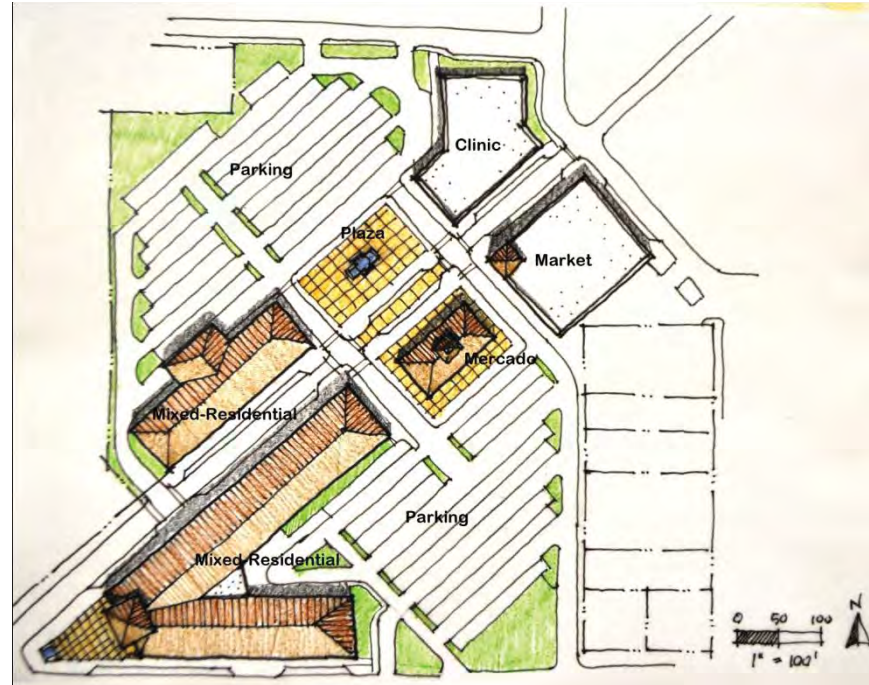 Clinic
Parking
Plaza
Market
Mercado
Mixed-Residential
Parking
Mixed-Residential
0 50 100
1" = 100'
N